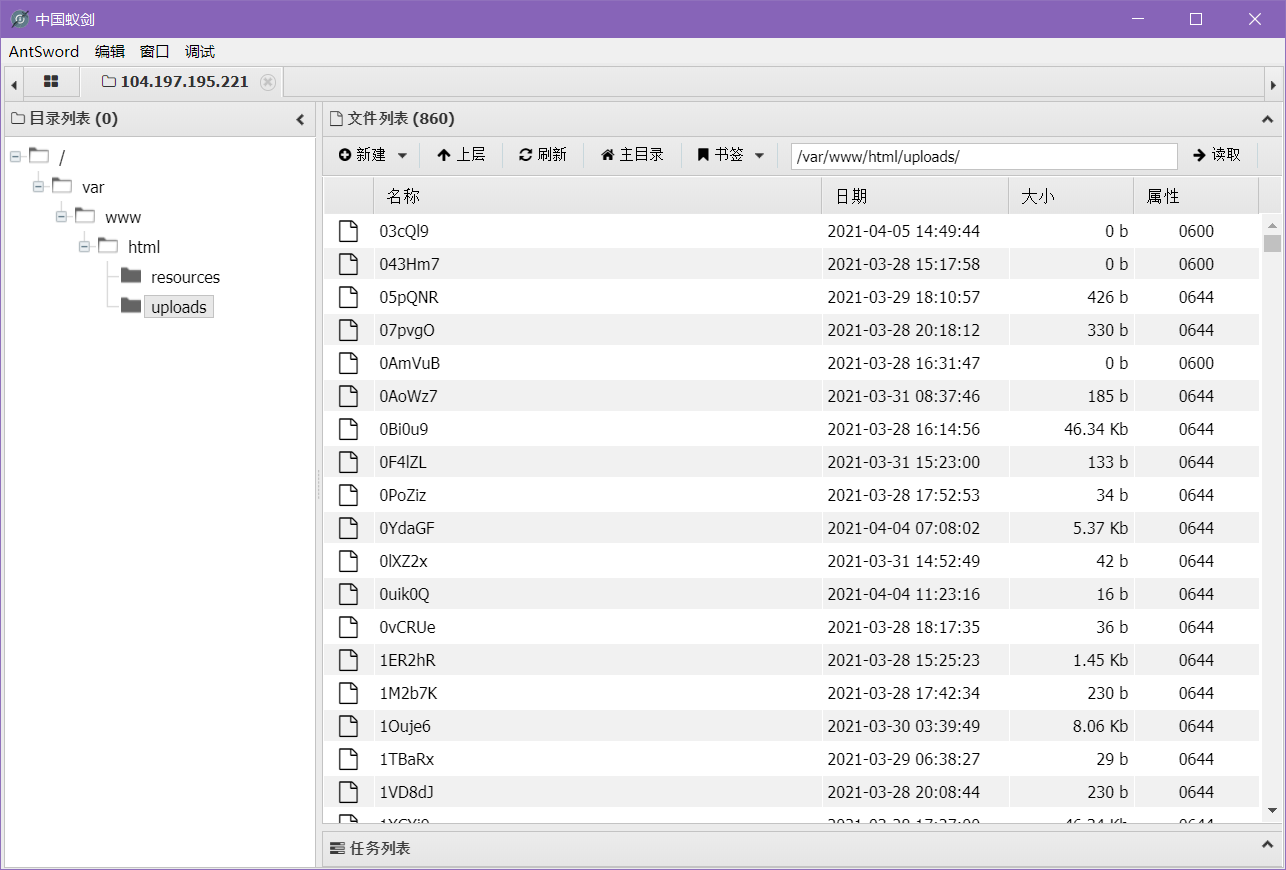 中国蚁剑
AntSword 编辑 窗口 调试
104.197.195.221
目录列表 (0)
/
var
www
html
resources
uploads
文件列表 (860)
新建 上层 刷新 主目录 书签 /var/www/html/uploads/ 读取
名称 日期 大小 属性
03cQl9 2021-04-05 14:49:44 0 b 0600
043Hm7 2021-03-28 15:17:58 0 b 0600
05pQNR 2021-03-29 18:10:57 426 b 0644
07pvgO 2021-03-28 20:18:12 330 b 0644
0AmVuB 2021-03-28 16:31:47 0 b 0600
0AoWz7 2021-03-31 08:37:46 185 b 0644
0Bi0u9 2021-03-28 16:14:56 46.34 Kb 0644
0F4lZL 2021-03-31 15:23:00 133 b 0644
0PoZiz 2021-03-28 17:52:53 34 b 0644
0YdaGF 2021-04-04 07:08:02 5.37 Kb 0644
0lXZ2x 2021-03-31 14:52:49 42 b 0644
0uik0Q 2021-04-04 11:23:16 16 b 0644
0vCRUe 2021-03-28 18:17:35 36 b 0644
1ER2hR 2021-03-28 15:25:23 1.45 Kb 0644
1M2b7K 2021-03-28 17:42:34 230 b 0644
1Ouje6 2021-03-30 03:39:49 8.06 Kb 0644
1TBaRx 2021-03-29 06:38:27 29 b 0644
1VD8dJ 2021-03-28 20:08:44 230 b 0644
任务列表